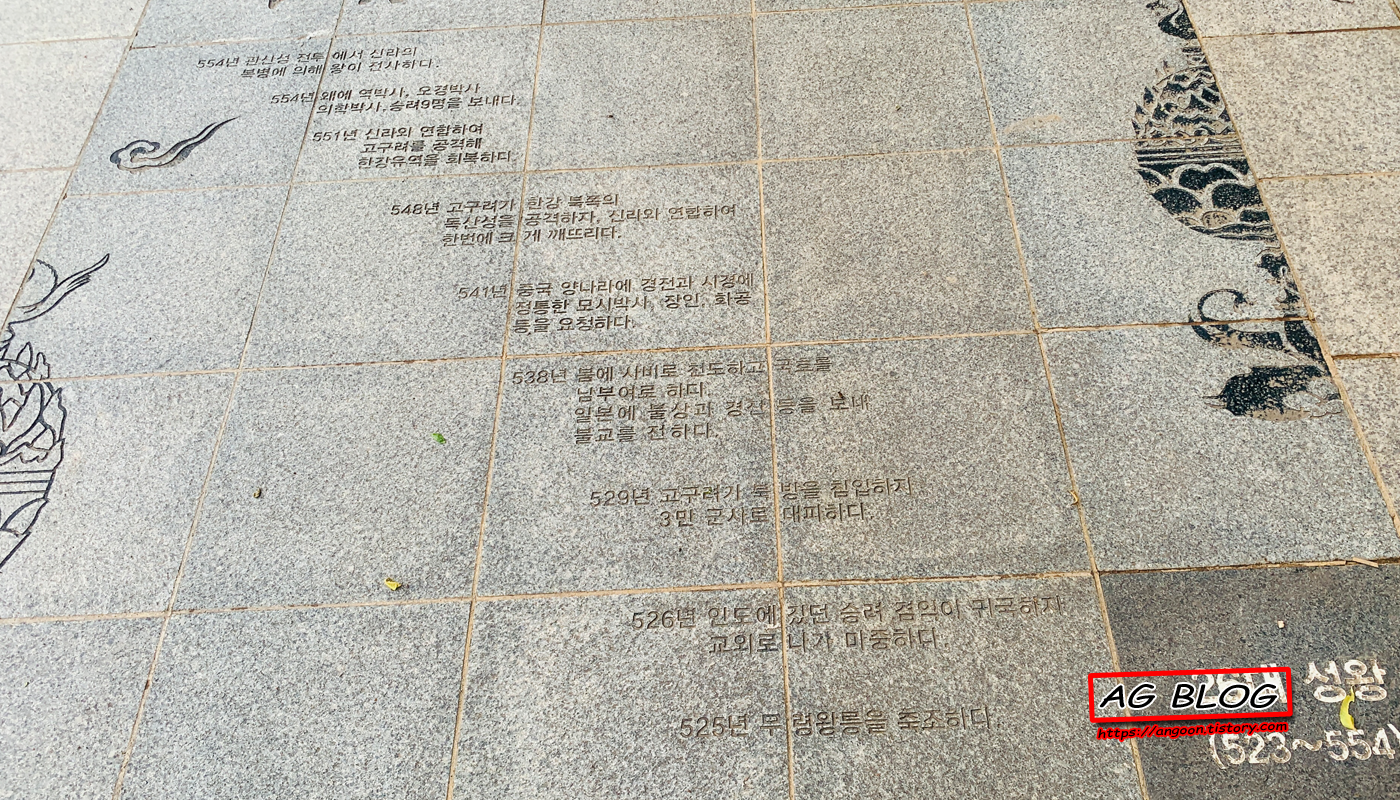 554년 관산성 전투에서 신라의
복병에 의해 왕이 전사하다.
554년 왜에 역박사, 오경박사
의학박사,승려9명을 보내다.
551년 신라와 연합하여
고구려를 공격해
한강유역을 회복하다.
548년 고구려가 한강 북쪽의
독산성을 공격하자, 신라와 연합하여
한번에 크게 깨뜨리다.
541년 중국 양나라에 경전과 시경에
정통한 모시박사, 장인, 화공
등을 요청하다.
538년 봄에 사비로 천도하고 국호를
남부여로 하다.
일본에 불상과 경전 등을 보내
불교를 전하다.
529년 고구려가 북방을 침입하자
3만 군사로 대피하다.
526년 인도에 갔던 승려 겸익이 귀국하자
교외로 나가 마중하다.
525년 무령왕릉을 축조하다.
성왕
(523~554)
AG BLOG
https://angoon.tistory.com